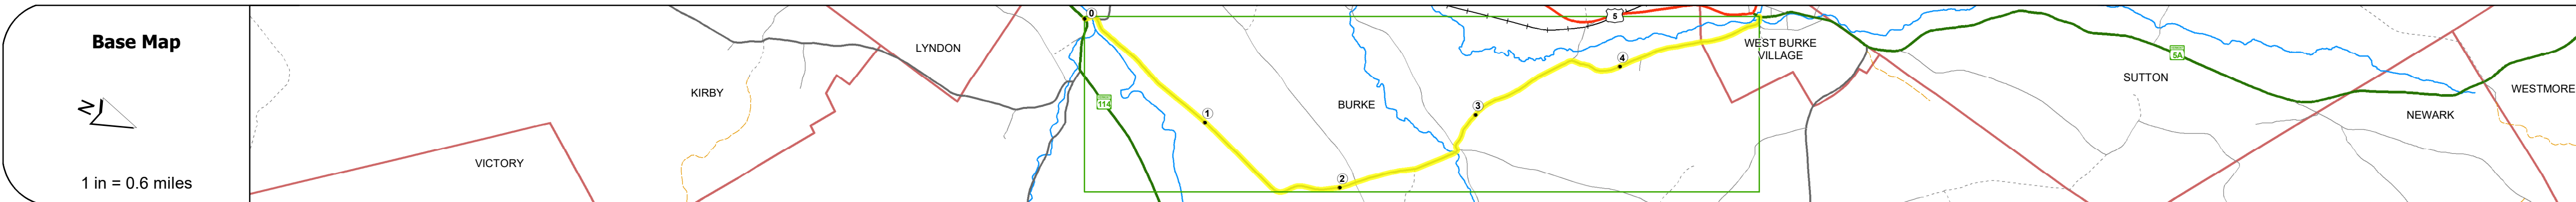 Base Map
N
1 in = 0.6 miles
VICTORY
KIRBY
LYNDON
0
114
1
BURKE
2
3
4
5
WEST BURKE
VILLAGE
SUTTON
5A
NEWARK
WESTMORE